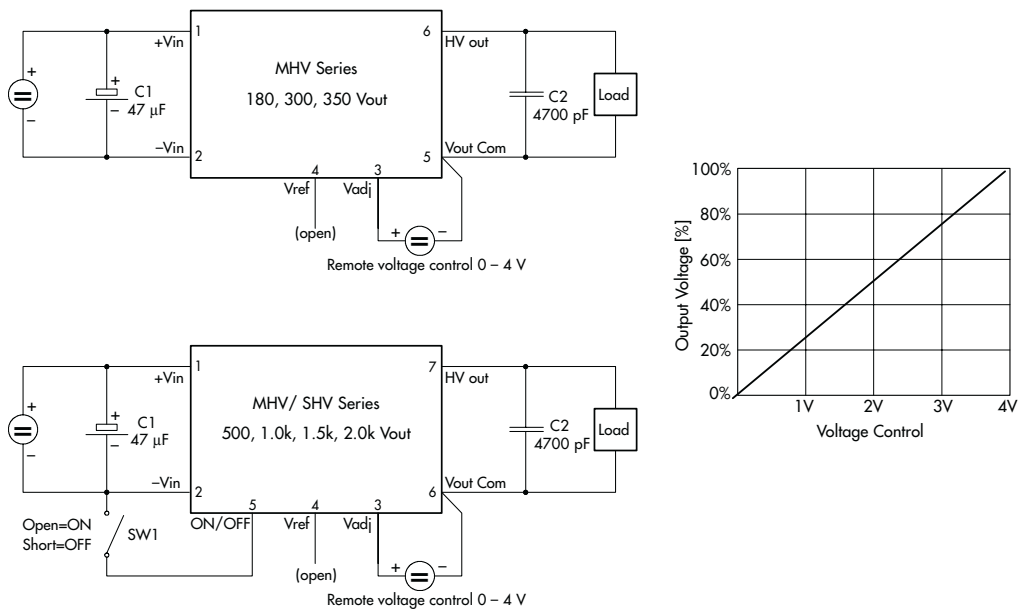 1
+Vin
+
−
+
C1
− 47 µF
−Vin
2
MHV Series
180, 300, 350 Vout
6
HV out
C2
4700 pF
Load
Vout Com
5
4
3
Vref
Vadj
(open)
+
−
Remote voltage control 0 – 4 V
1
+Vin
+
−
+
C1
47 µF
−
−Vin
2
MHV/ SHV Series
500, 1.0k, 1.5k, 2.0k Vout
7
HV out
C2
4700 pF
Load
Vout Com
6
5
4
3
ON/OFF
Vref
Vadj
Open=ON
Short=OFF
SW1
(open)
+
−
Remote voltage control 0 – 4 V
Output Voltage [%]
100%
80%
60%
40%
20%
0%
1V
2V
3V
4V
Voltage Control